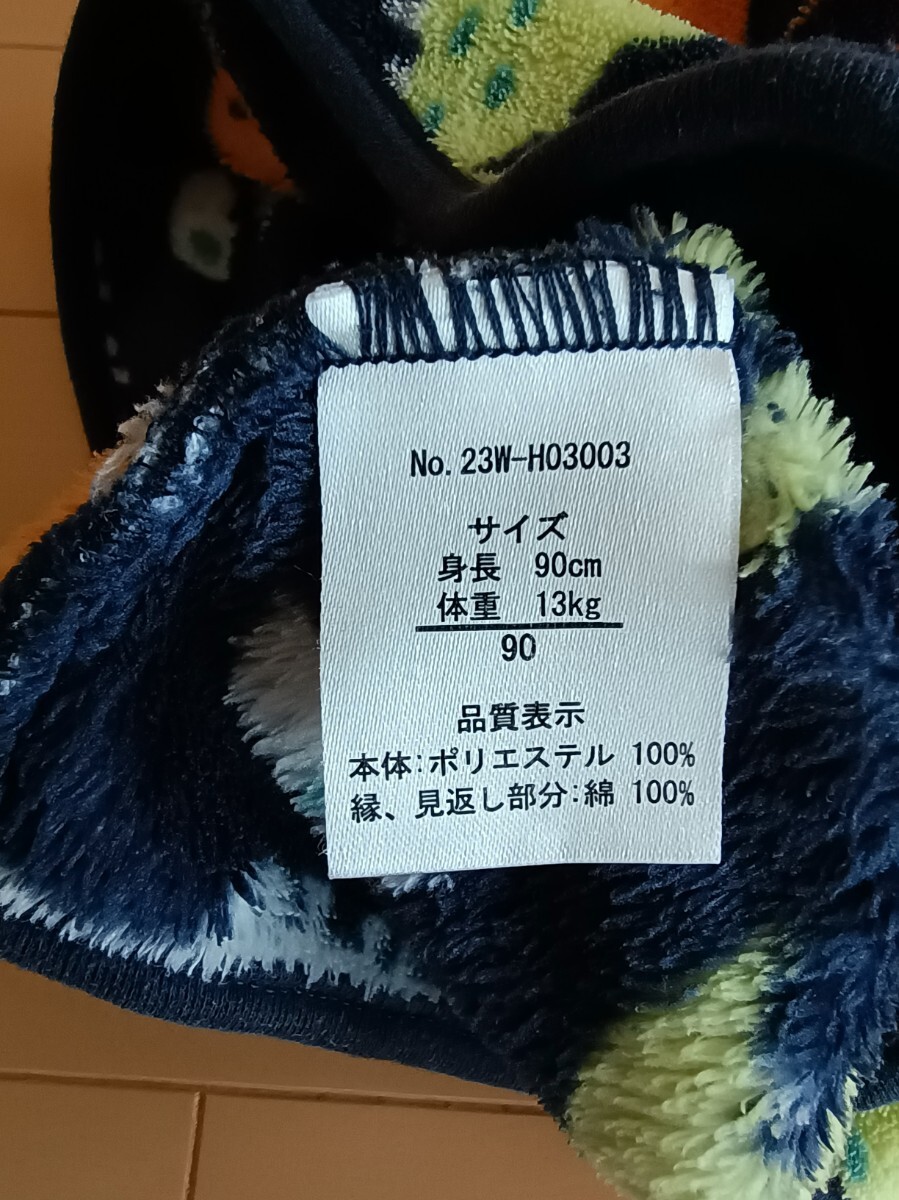 No.23W-H03003
サイズ
身長　90cm
体重　13kg
90
品質表示
本体:ポリエステル 100%
縁、見返し部分:綿 100%